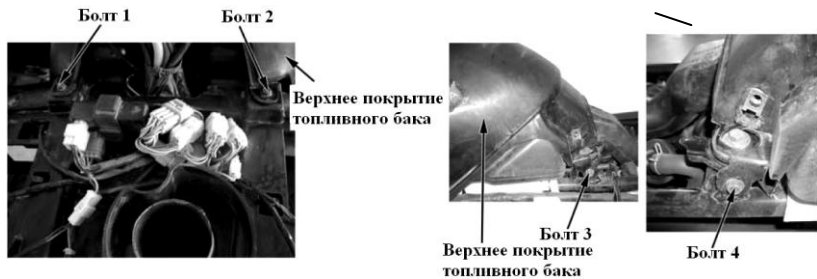 Болт 1
Болт 2
Верхнее покрытие
топливного бака
Болт 3
Верхнее покрытие
топливного бака
Болт 4